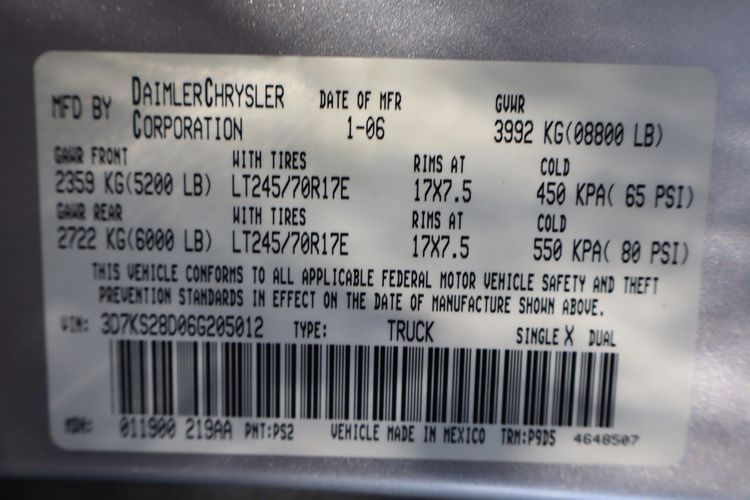 MFD BY DAIMLERCHRYSLER CORPORATION DATE OF MFR 1-06 GVWR 3992 KG(08800 LB)
GAWR FRONT WITH TIRES RIMS AT COLD
2359 KG(5200 LB) LT245/70R17E 17X7.5 450 KPA( 65 PSI)
GAWR REAR WITH TIRES RIMS AT COLD
2722 KG(6000 LB) LT245/70R17E 17X7.5 550 KPA( 80 PSI)
THIS VEHICLE CONFORMS TO ALL APPLICABLE FEDERAL MOTOR VEHICLE SAFETY AND THEFT
PREVENTION STANDARDS IN EFFECT ON THE DATE OF MANUFACTURE SHOWN ABOVE.
VIN: 3D7KS28D06G205012 TYPE: TRUCK SINGLE X DUAL
MDH: 011900 219AA PNT:PS2 VEHICLE MADE IN MEXICO TRM:P9D5 4648507